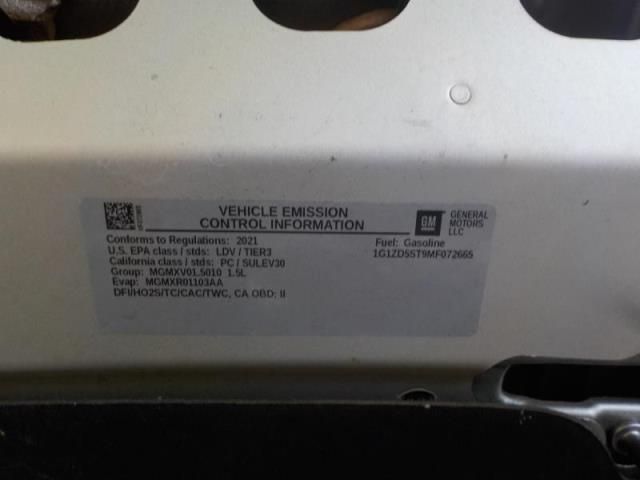 VEHICLE EMISSION
CONTROL INFORMATION
GM
GENERAL
MOTORS
LLC
Conforms to Regulations: 2021
U.S. EPA class / stds: LDV / TIER3
California class / stds: PC / SULEV30
Group: MGMXV01.5010 1.5L
Evap: MGMXR01103AA
DFI/HO2S/TC/CAC/TWC, CA OBD: II
Fuel: Gasoline
1G1ZD5ST9MF072665